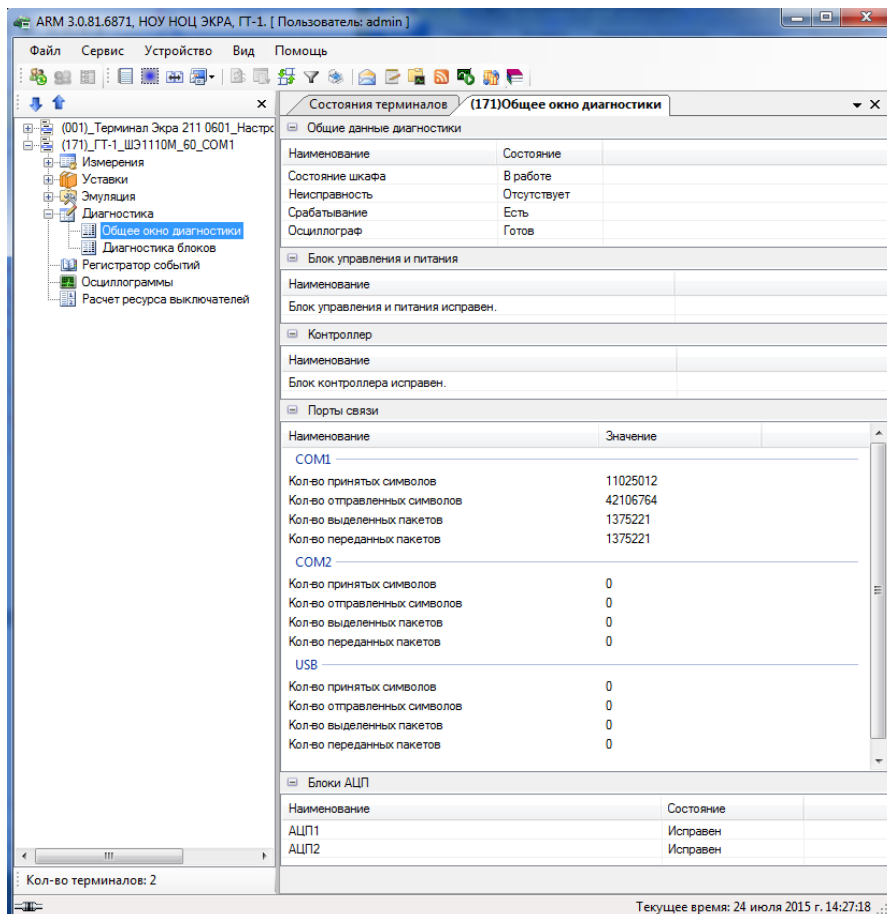 ARM 3.0.81.6871, НОУ НОЦ ЭКРА, ГТ-1. [ Пользователь: admin ]
Файл Сервис Устройство Вид Помощь
Состояния терминалов (171)Общее окно диагностики
(001)_Терминал Экра 211 0601_Настро
(171)_ГТ-1_ШЭ1110М_60_COM1
Измерения
Уставки
Эмуляция
Диагностика
Общее окно диагностики
Диагностика блоков
Регистратор событий
Осциллограммы
Расчет ресурса выключателей
Кол-во терминалов: 2
Общие данные диагностики
Наименование Состояние
Состояние шкафа В работе
Неисправность Отсутствует
Срабатывание Есть
Осциллограф Готов
Блок управления и питания
Наименование
Блок управления и питания исправен.
Контроллер
Наименование
Блок контроллера исправен.
Порты связи
Наименование Значение
COM1
Кол-во принятых символов 11025012
Кол-во отправленных символов 42106764
Кол-во выделенных пакетов 1375221
Кол-во переданных пакетов 1375221
COM2
Кол-во принятых символов 0
Кол-во отправленных символов 0
Кол-во выделенных пакетов 0
Кол-во переданных пакетов 0
USB
Кол-во принятых символов 0
Кол-во отправленных символов 0
Кол-во выделенных пакетов 0
Кол-во переданных пакетов 0
Блоки АЦП
Наименование Состояние
АЦП1 Исправен
АЦП2 Исправен
Текущее время: 24 июля 2015 г. 14:27:18